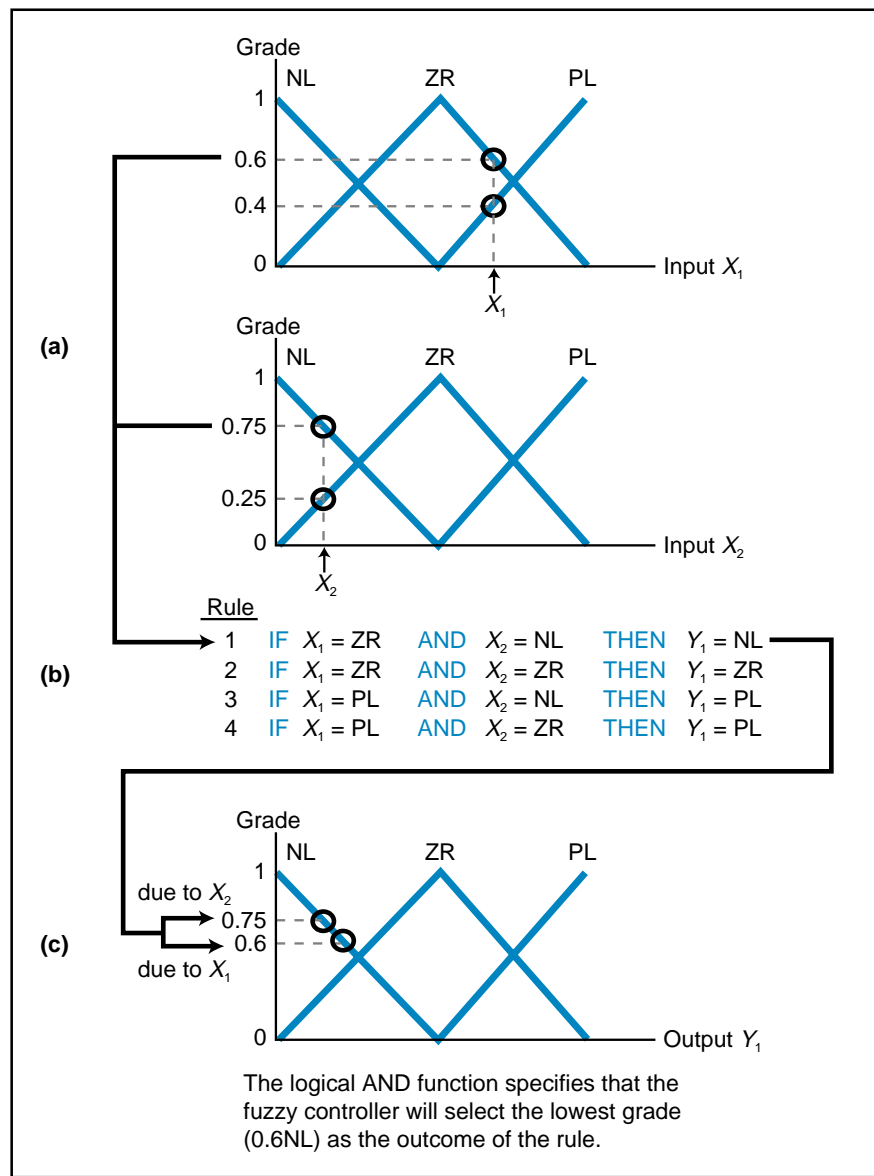 Grade
NL ZR PL
1
0.6
0.4
0
Input X₁
X₁
(a)
Grade
NL ZR PL
1
0.75
0.25
0
Input X₂
X₂
Rule
1 IF X₁ = ZR AND X₂ = NL THEN Y₁ = NL
2 IF X₁ = ZR AND X₂ = ZR THEN Y₁ = ZR
(b)
3 IF X₁ = PL AND X₂ = NL THEN Y₁ = PL
4 IF X₁ = PL AND X₂ = ZR THEN Y₁ = PL
Grade
NL ZR PL
1
due to X₂
0.75
(c)
0.6
due to X₁
0
Output Y₁
The logical AND function specifies that the
fuzzy controller will select the lowest grade
(0.6NL) as the outcome of the rule.